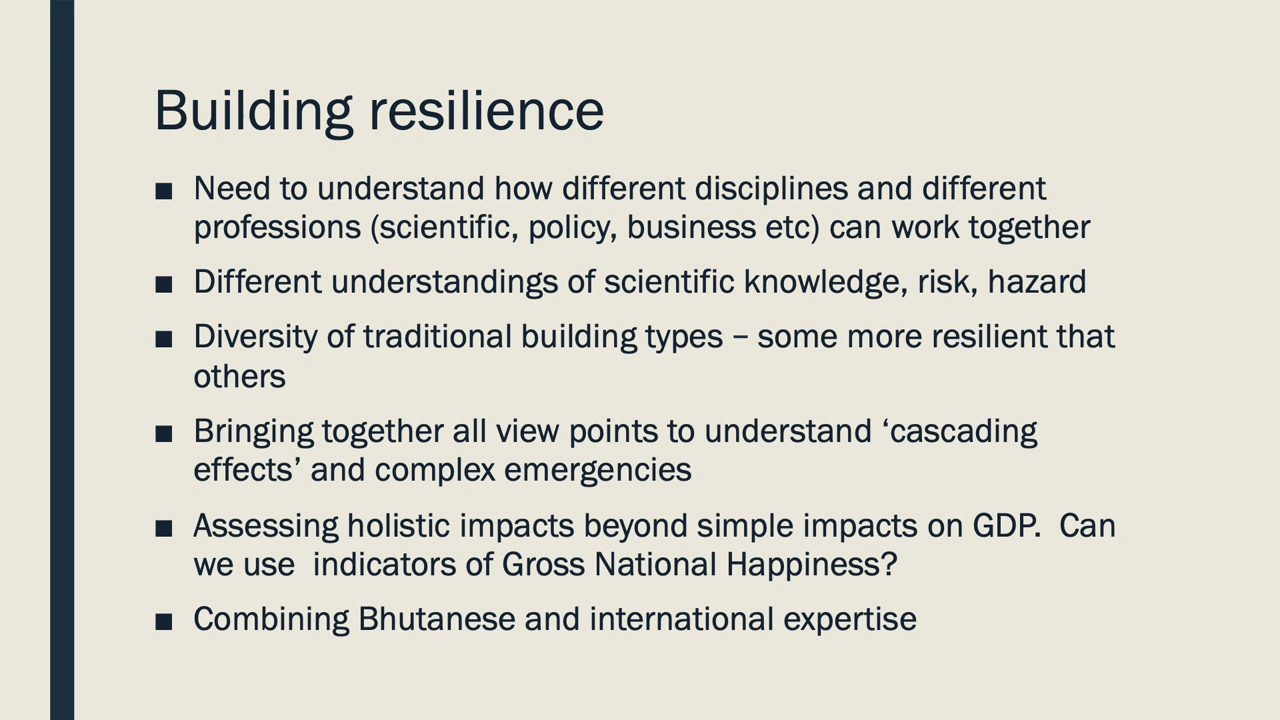 Building resilience
■ Need to understand how different disciplines and different
professions (scientific, policy, business etc) can work together
■ Different understandings of scientific knowledge, risk, hazard
■ Diversity of traditional building types – some more resilient that
others
■ Bringing together all view points to understand ‘cascading
effects’ and complex emergencies
■ Assessing holistic impacts beyond simple impacts on GDP.  Can
we use  indicators of Gross National Happiness?
■ Combining Bhutanese and international expertise